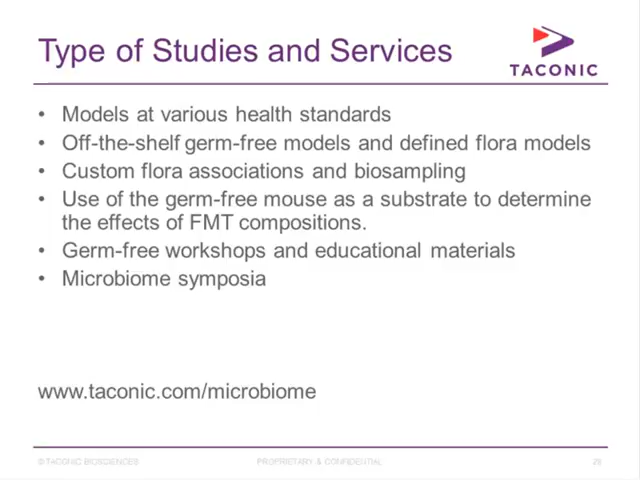 Type of Studies and Services
TACONIC
• Models at various health standards
• Off-the-shelf germ-free models and defined flora models
• Custom flora associations and biosampling
• Use of the germ-free mouse as a substrate to determine
the effects of FMT compositions.
• Germ-free workshops and educational materials
• Microbiome symposia
www.taconic.com/microbiome
© TACONIC BIOSCIENCES
PROPRIETARY & CONFIDENTIAL